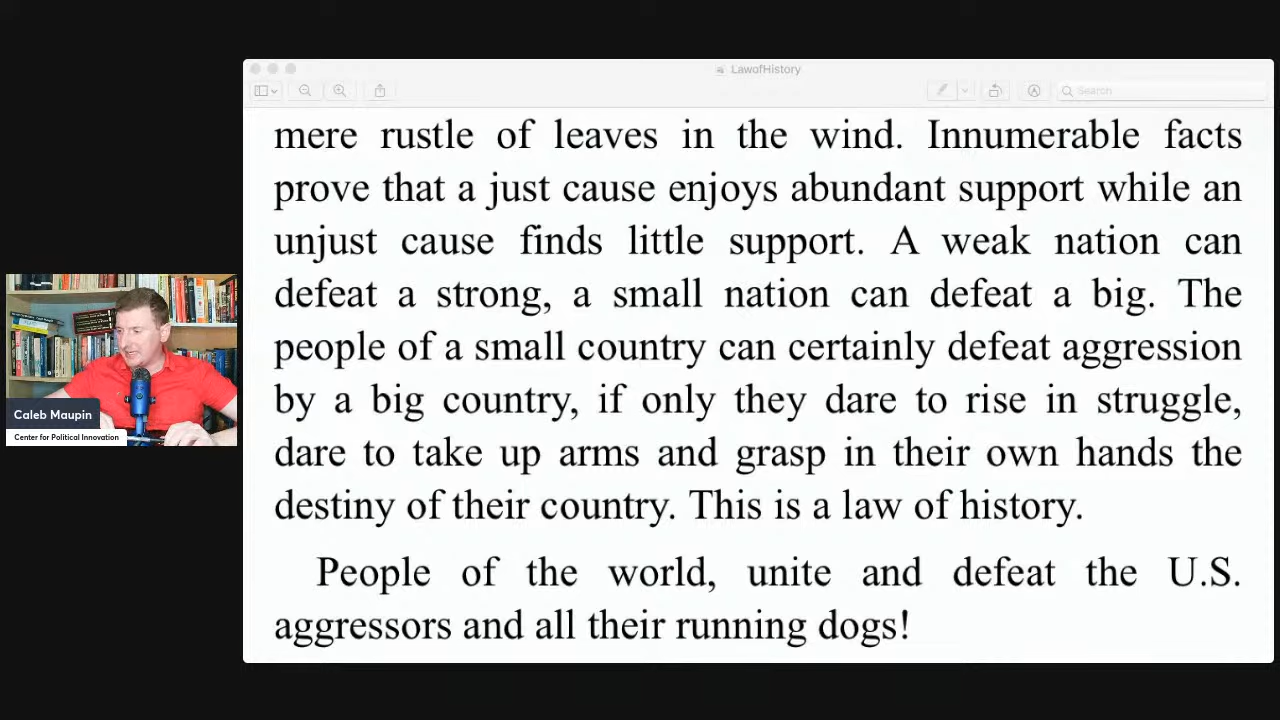 LawofHistory
Search
mere rustle of leaves in the wind. Innumerable facts
prove that a just cause enjoys abundant support while an
unjust cause finds little support. A weak nation can
defeat a strong, a small nation can defeat a big. The
people of a small country can certainly defeat aggression
by a big country, if only they dare to rise in struggle,
dare to take up arms and grasp in their own hands the
destiny of their country. This is a law of history.
People of the world, unite and defeat the U.S.
aggressors and all their running dogs!
Caleb Maupin
Center for Political Innovation